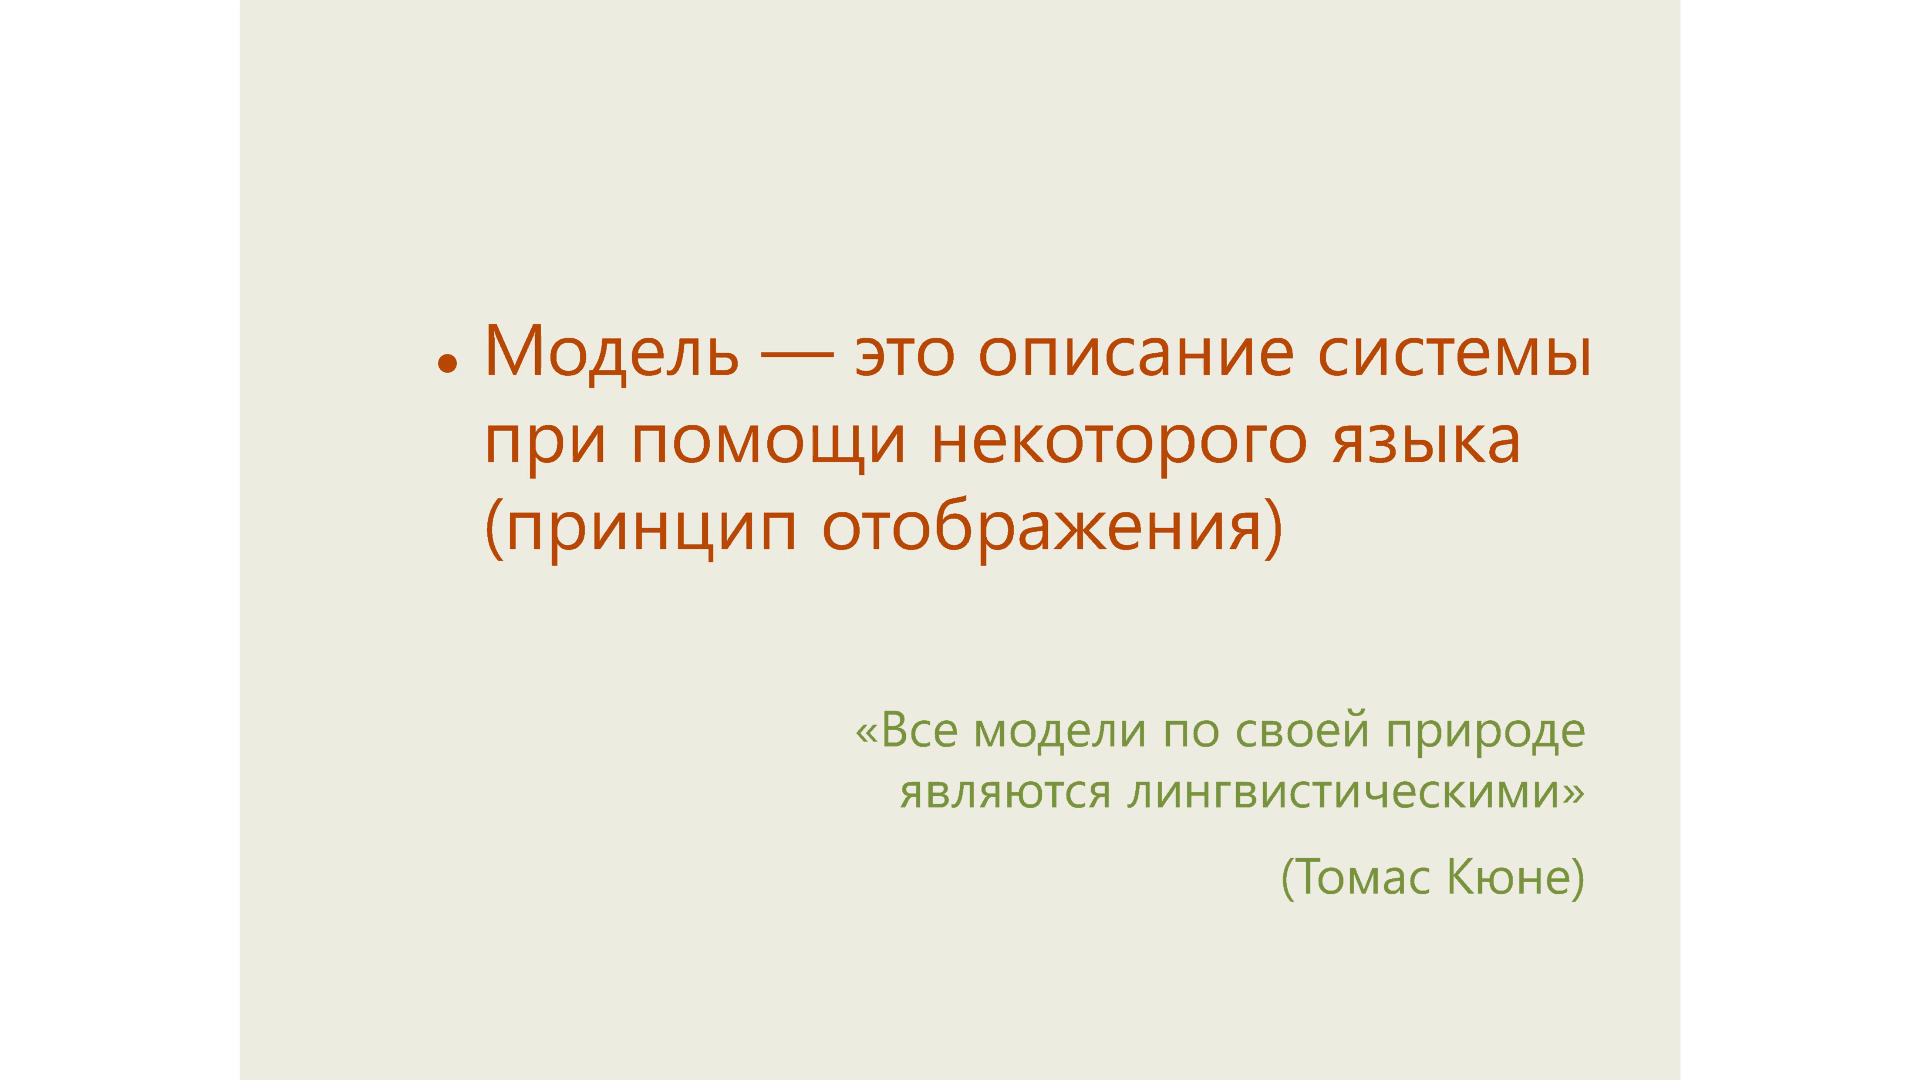 • Модель — это описание системы
при помощи некоторого языка
(принцип отображения)
«Все модели по своей природе
являются лингвистическими»
(Томас Кюне)